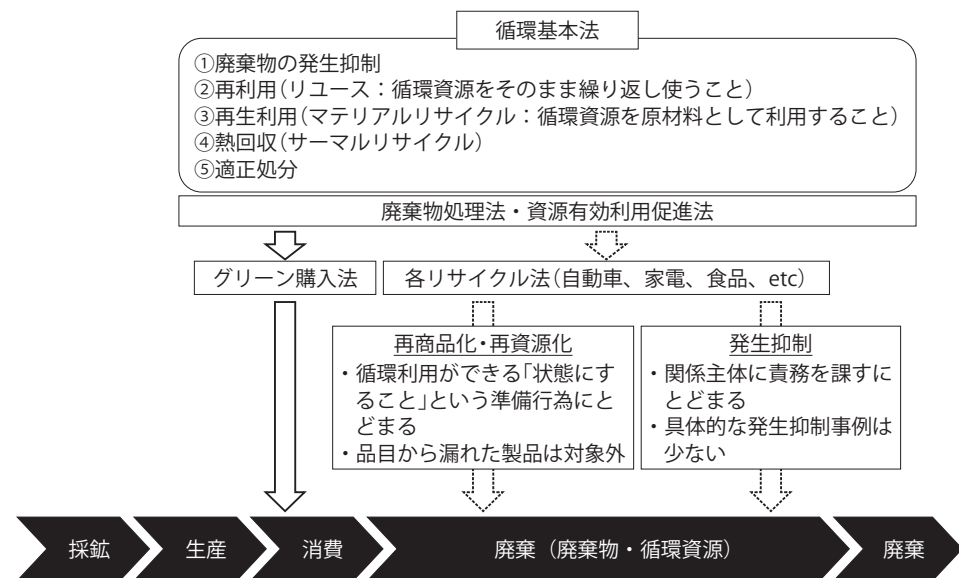 循環基本法
①廃棄物の発生抑制
②再利用(リユース：循環資源をそのまま繰り返し使うこと)
③再生利用(マテリアルリサイクル：循環資源を原材料として利用すること)
④熱回収(サーマルリサイクル)
⑤適正処分
廃棄物処理法・資源有効利用促進法
グリーン購入法
各リサイクル法(自動車、家電、食品、etc)
再商品化・再資源化
・循環利用ができる「状態にす
ること」という準備行為にと
どまる
・品目から漏れた製品は対象外
発生抑制
・関係主体に責務を課すに
とどまる
・具体的な発生抑制事例は
少ない
採鉱
生産
消費
廃棄（廃棄物・循環資源）
廃棄